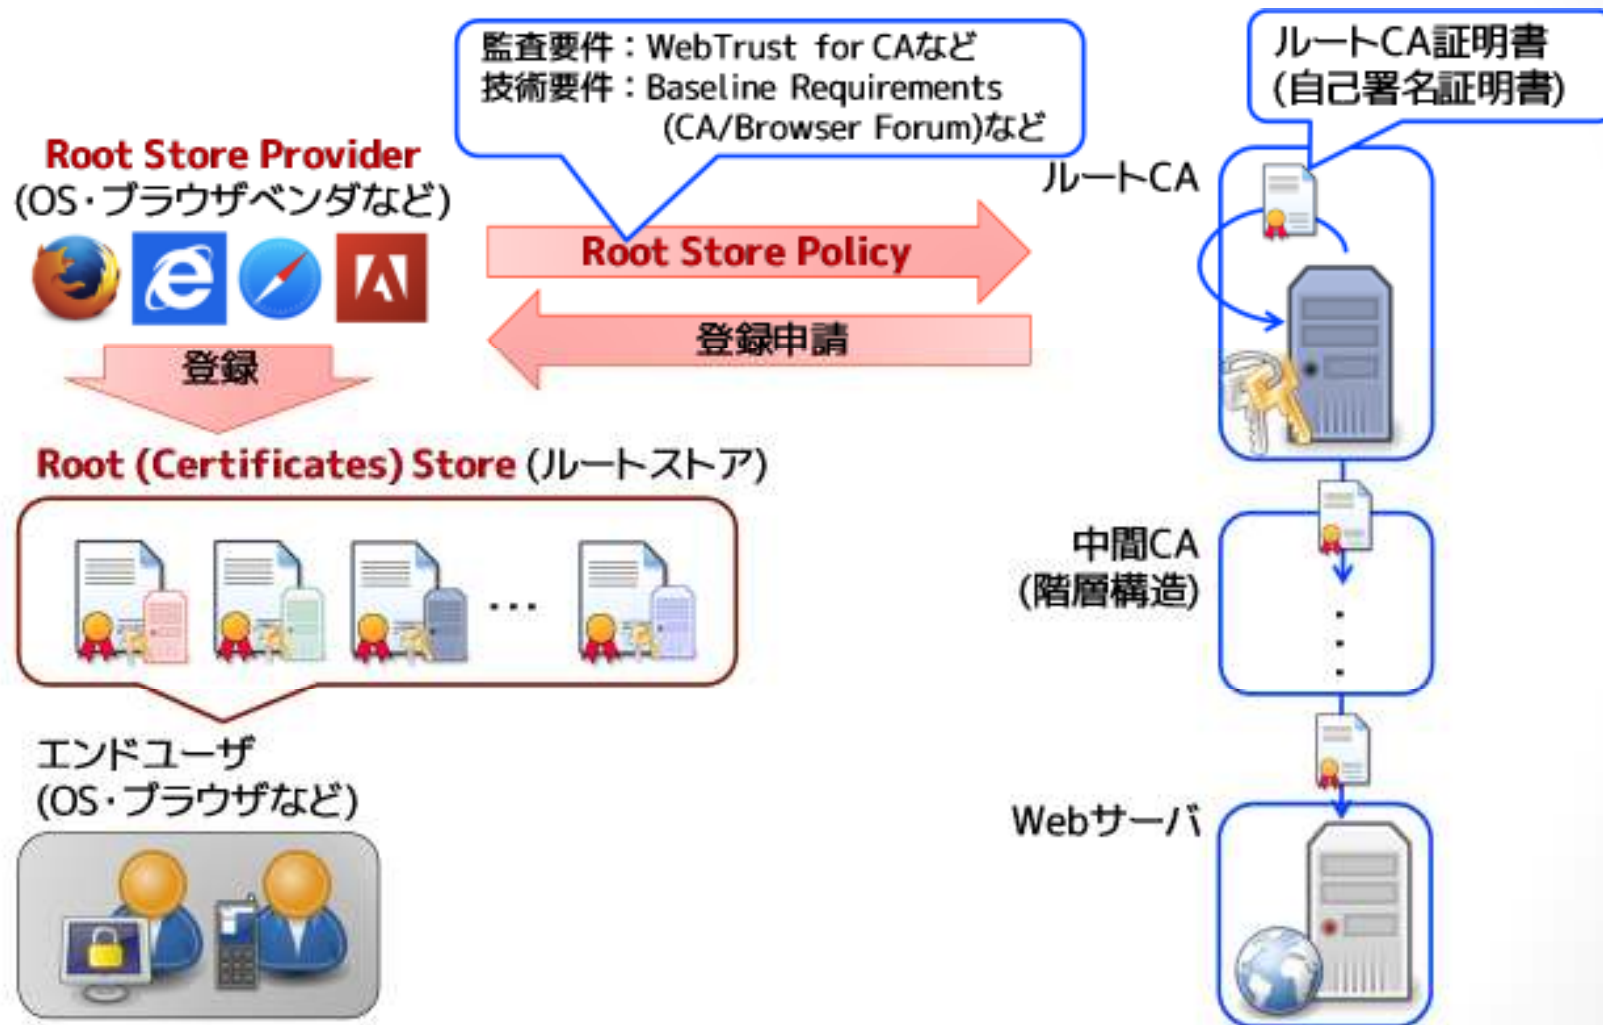 監査要件：WebTrust for CAなど
技術要件：Baseline Requirements
(CA/Browser Forum)など
ルートCA証明書
(自己署名証明書)
Root Store Provider
(OS・ブラウザベンダなど)
ルートCA
Root Store Policy
登録申請
登録
Root (Certificates) Store (ルートストア)
...
中間CA
(階層構造)
エンドユーザ
(OS・ブラウザなど)
Webサーバ